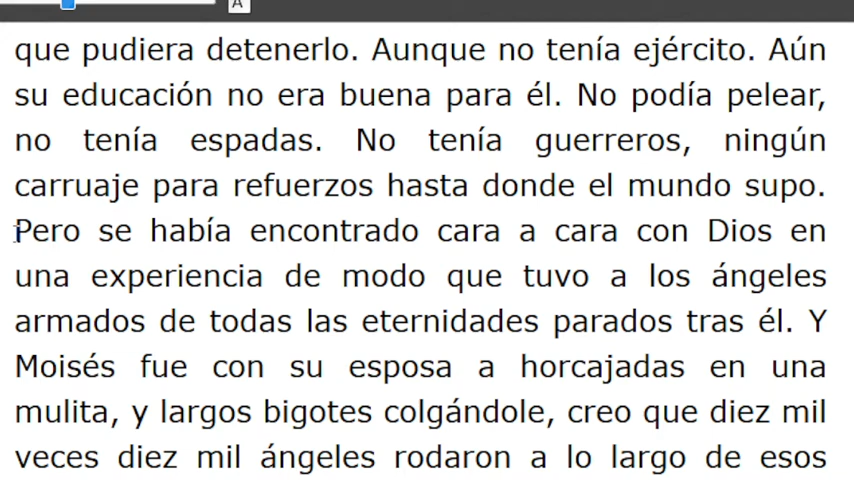 A
que pudiera detenerlo. Aunque no tenía ejército. Aún
su educación no era buena para él. No podía pelear,
no tenía espadas. No tenía guerreros, ningún
carruaje para refuerzos hasta donde el mundo supo.
Pero se había encontrado cara a cara con Dios en
una experiencia de modo que tuvo a los ángeles
armados de todas las eternidades parados tras él. Y
Moisés fue con su esposa a horcajadas en una
mulita, y largos bigotes colgándole, creo que diez mil
veces diez mil ángeles rodaron a lo largo de esos